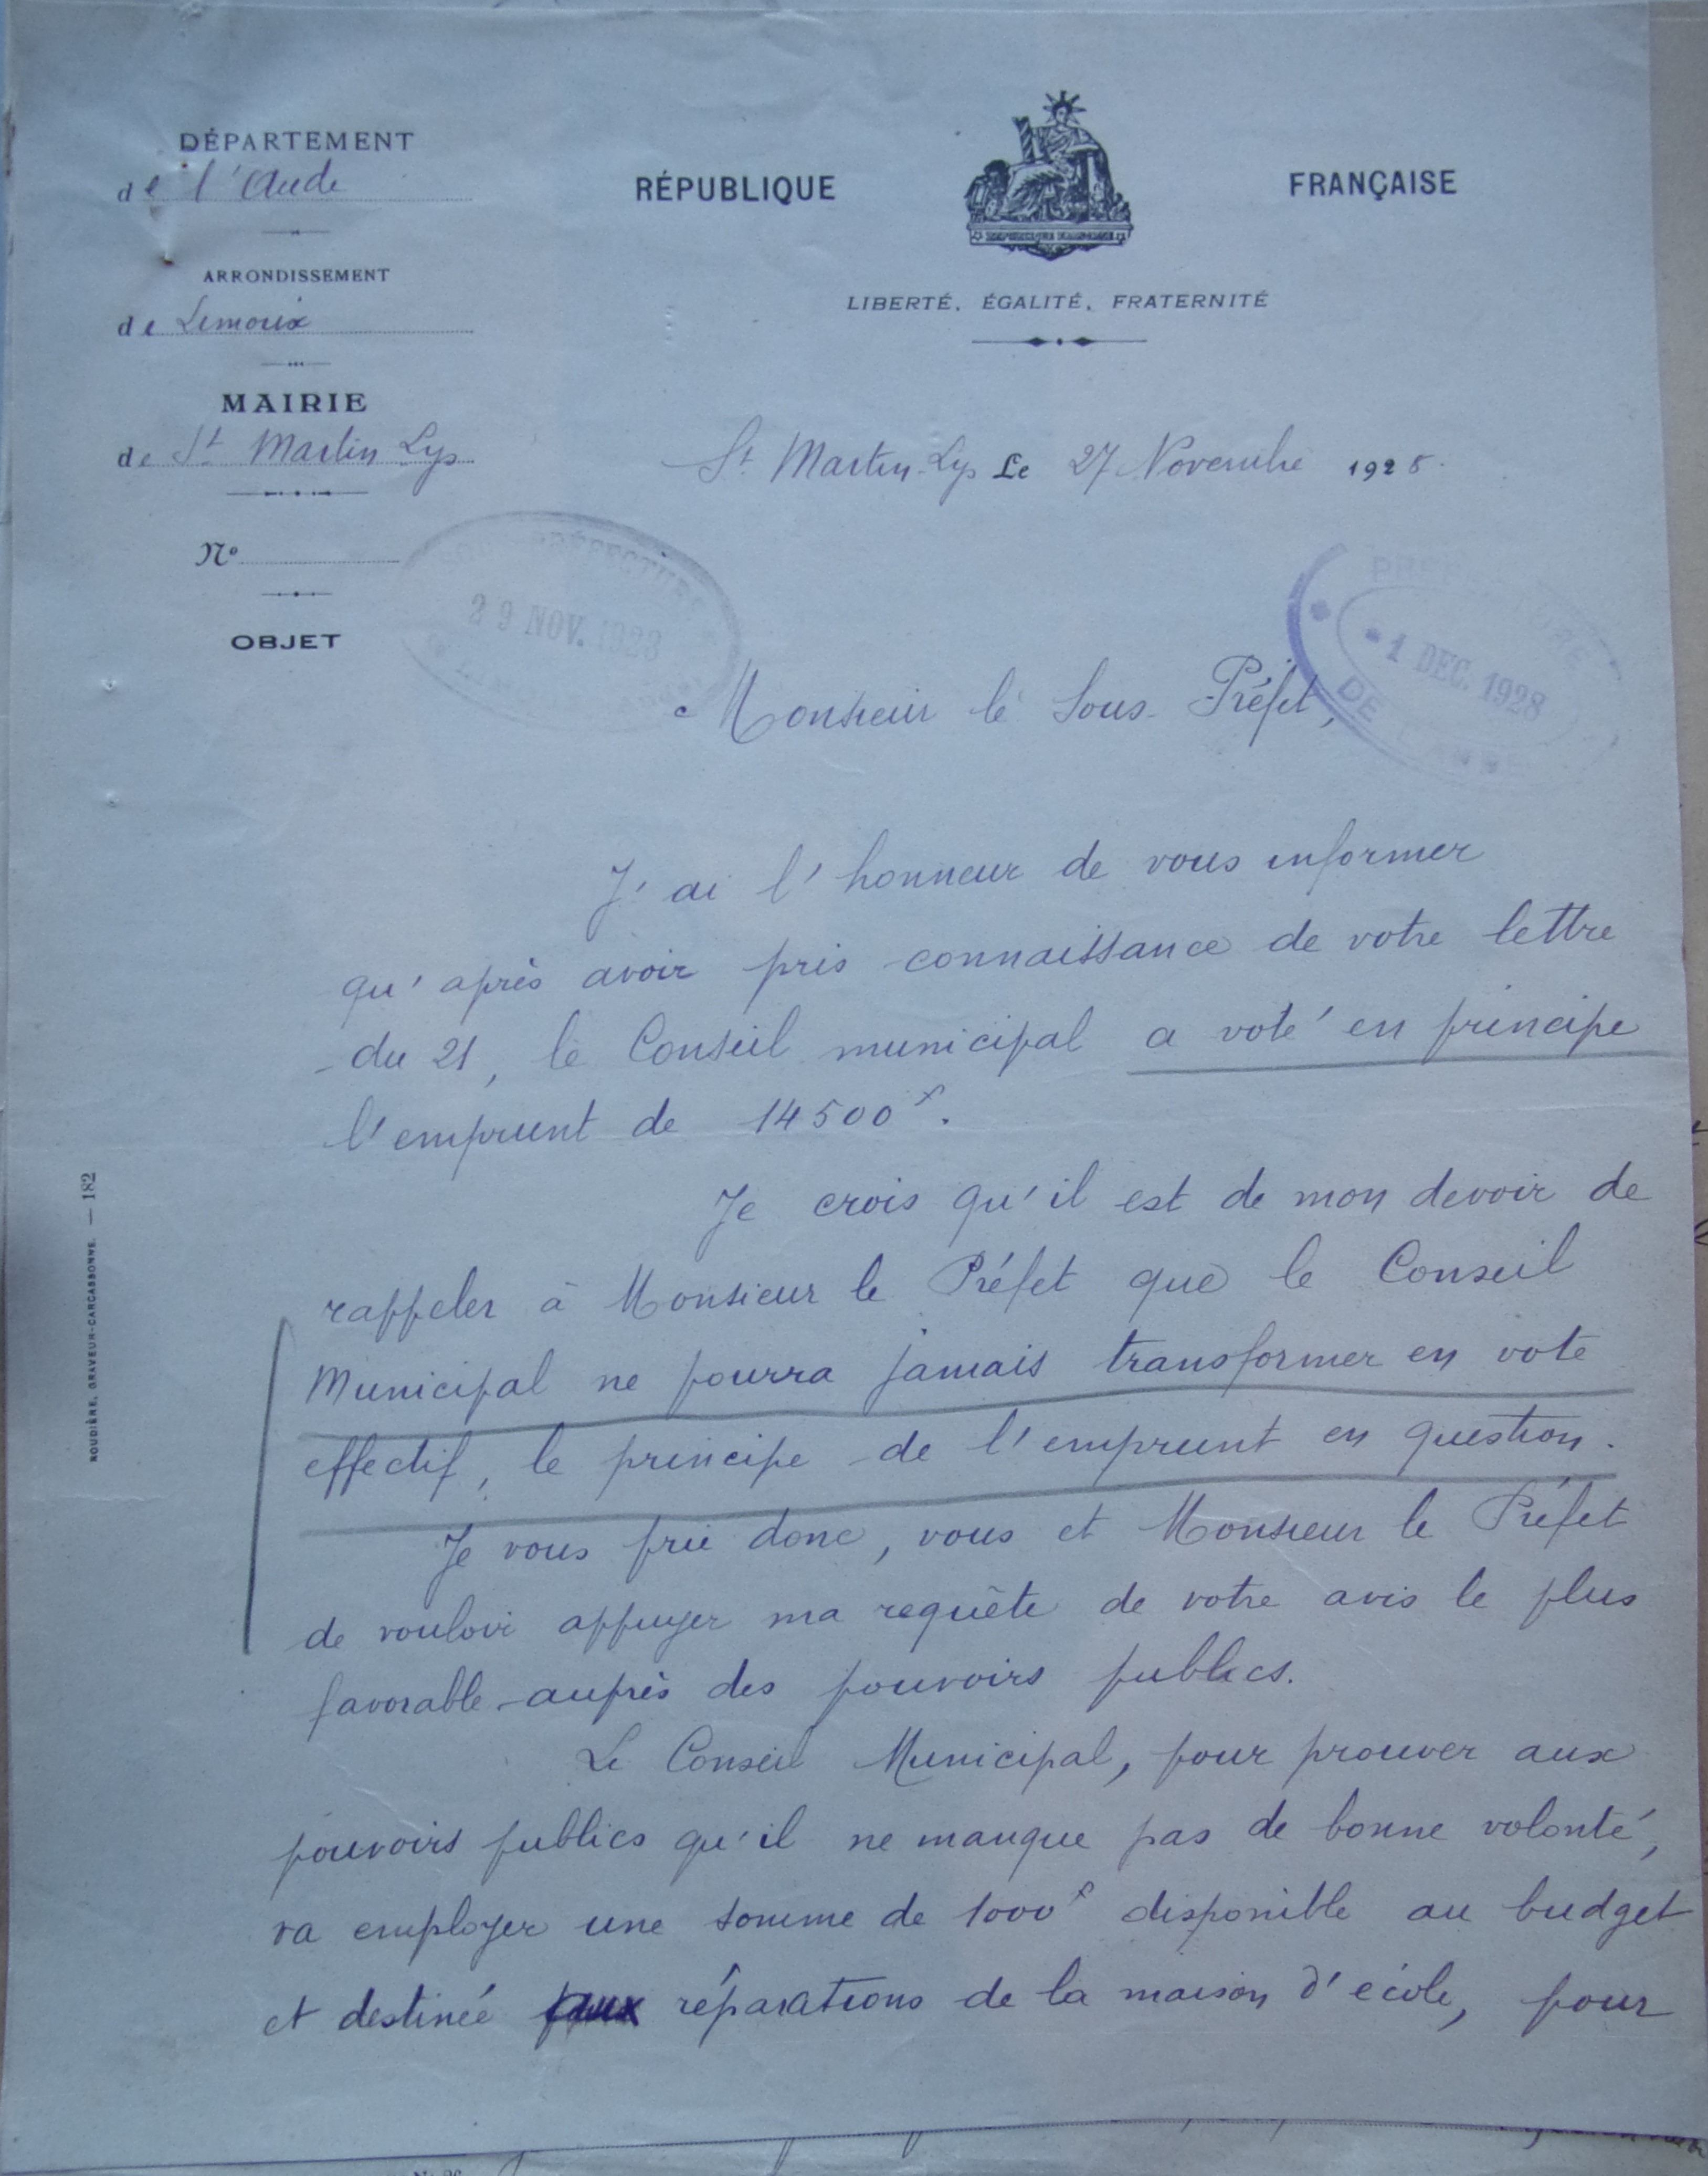 DÉPARTEMENT
de l'Aude
ARRONDISSEMENT
de Limoux
MAIRIE
de St Martin Lys
No
OBJET
RÉPUBLIQUE FRANÇAISE
LIBERTÉ, ÉGALITÉ, FRATERNITÉ
St Martin-Lys Le 27 Novembre 1928.
SOUS-PRÉFECTURE
29 NOV. 1928
LIMOUX
PRÉFECTURE
1 DEC. 1928
DE L'AUDE
Monsieur le Sous-Préfet,
J'ai l'honneur de vous informer
qu'après avoir pris connaissance de votre lettre
du 21, le Conseil municipal a voté en principe
l'emprunt de 14500f.
Je crois qu'il est de mon devoir de
rappeler à Monsieur le Préfet que le Conseil
Municipal ne pourra jamais transformer en vote
effectif, le principe de l'emprunt en question.
Je vous prie donc, vous et Monsieur le Préfet
de vouloir appuyer ma requête de votre avis le plus
favorable auprès des pouvoirs publics.
Le Conseil Municipal, pour prouver aux
pouvoirs publics qu'il ne manque pas de bonne volonté,
va employer une somme de 1000f disponible au budget
et destinée aux réparations de la maison d'école, pour
ROUDIÈRE, GRAVEUR-CARCASSONNE. — 182